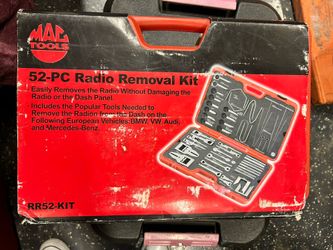 MAC
TOOLS
52-PC Radio Removal Kit
Easily Removes the Radio Without Damaging the
Radio or the Dash Panel.
Includes the Popular Tools Needed to
Remove the Radion from the Dash on the
Following European Vehicles: BMW, VW, Audi,
and Mercedes-Benz.
RR52-KIT